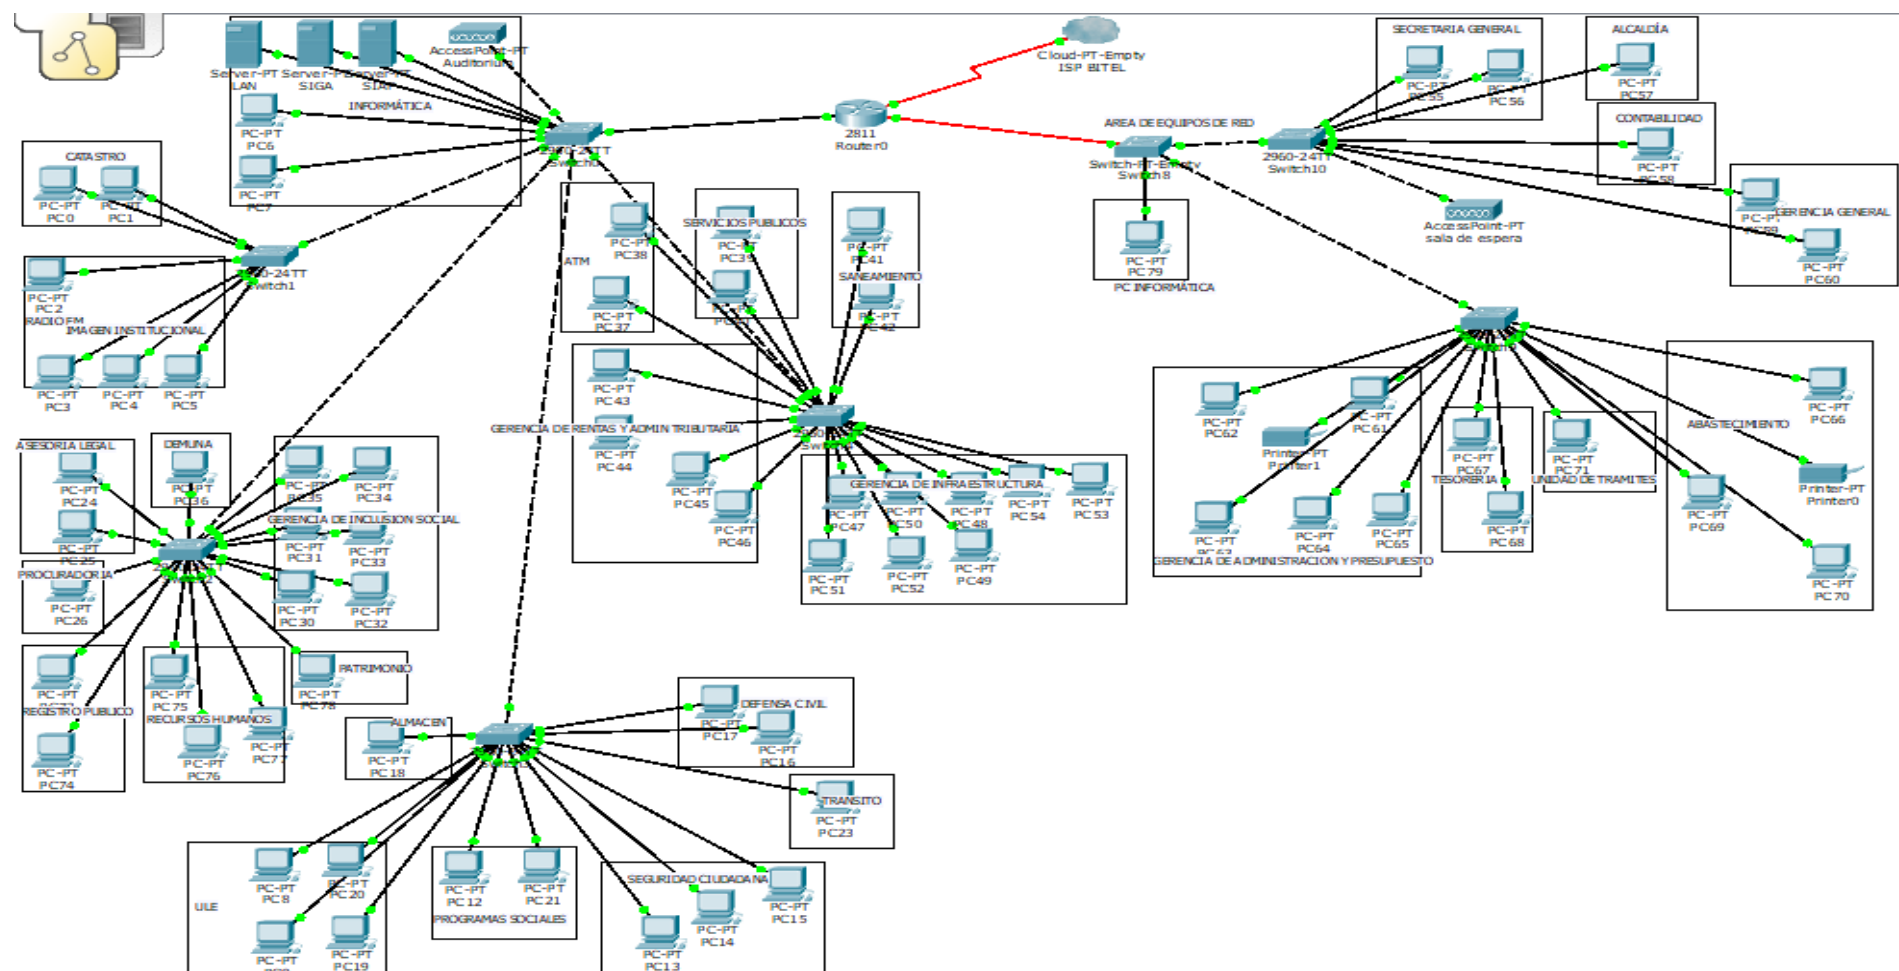 Server-PT
LAN
SIGA
AccessPoint-PT
Auditorium
INFORMÁTICA
PC-PT
PC6
PC-PT
PC7
Cloud-PT-Empty
ISP BITEL
2811
Router0
SECRETARIA GENERAL
PC-PT
PC55
PC-PT
PC56
ALCALDÍA
PC-PT
PC57
CONTABILIDAD
PC-PT
PC58
AREA DE EQUIPOS DE RED
Switch-PT-Empty
Switch8
2960-24TT
Switch10
AccessPoint-PT
sala de espera
GERENCIA GENERAL
PC-PT
PC60
PC-PT
PC79
PC INFORMÁTICA
CATASTRO
PC-PT
PC0
PC-PT
PC1
Switch1
PC-PT
PC2
RADIO FM
IMAGEN INSTITUCIONAL
PC-PT
PC3
PC-PT
PC4
PC-PT
PC5
ATM
PC-PT
PC38
PC-PT
PC37
SERVICIOS PUBLICOS
PC-PT
PC39
PC-PT
PC41
SANEAMIENTO
PC-PT
PC42
PC-PT
PC43
GERENCIA DE RENTAS Y ADMIN TRIBUTARIA
PC-PT
PC44
PC-PT
PC45
PC-PT
PC46
GERENCIA DE INFRAESTRUCTURA
PC-PT
PC47
PC-PT
PC50
PC-PT
PC48
PC-PT
PC54
PC-PT
PC53
PC-PT
PC51
PC-PT
PC52
PC-PT
PC49
PC-PT
PC62
PC-PT
PC61
Printer-PT
Printer1
PC-PT
PC63
PC-PT
PC64
PC-PT
PC65
GERENCIA DE ADMINISTRACION Y PRESUPUESTO
PC-PT
PC67
TESORERIA
PC-PT
PC68
PC-PT
PC71
UNIDAD DE TRAMITES
PC-PT
PC66
ABASTECIMIENTO
Printer-PT
Printer0
PC-PT
PC69
PC-PT
PC70
ASESORIA LEGAL
PC-PT
PC24
PC-PT
PC25
DEMUNA
PC-PT
PC36
PC-PT
PC35
PC-PT
PC34
GERENCIA DE INCLUSION SOCIAL
PC-PT
PC31
PC-PT
PC33
PC-PT
PC30
PC-PT
PC32
PROCURADORIA
PC-PT
PC26
PC-PT
REGISTRO PUBLICO
PC-PT
PC74
PC-PT
PC75
RECURSOS HUMANOS
PC-PT
PC76
PC-PT
PC77
PATRIMONIO
PC-PT
PC78
ALMACEN
PC-PT
PC18
DEFENSA CIVIL
PC-PT
PC17
PC-PT
PC16
TRANSITO
PC-PT
PC23
ULE
PC-PT
PC8
PC-PT
PC20
PC-PT
PC-PT
PC19
PC-PT
PC12
PC-PT
PC21
PROGRAMAS SOCIALES
SEGURIDAD CIUDADANA
PC-PT
PC13
PC-PT
PC14
PC-PT
PC15